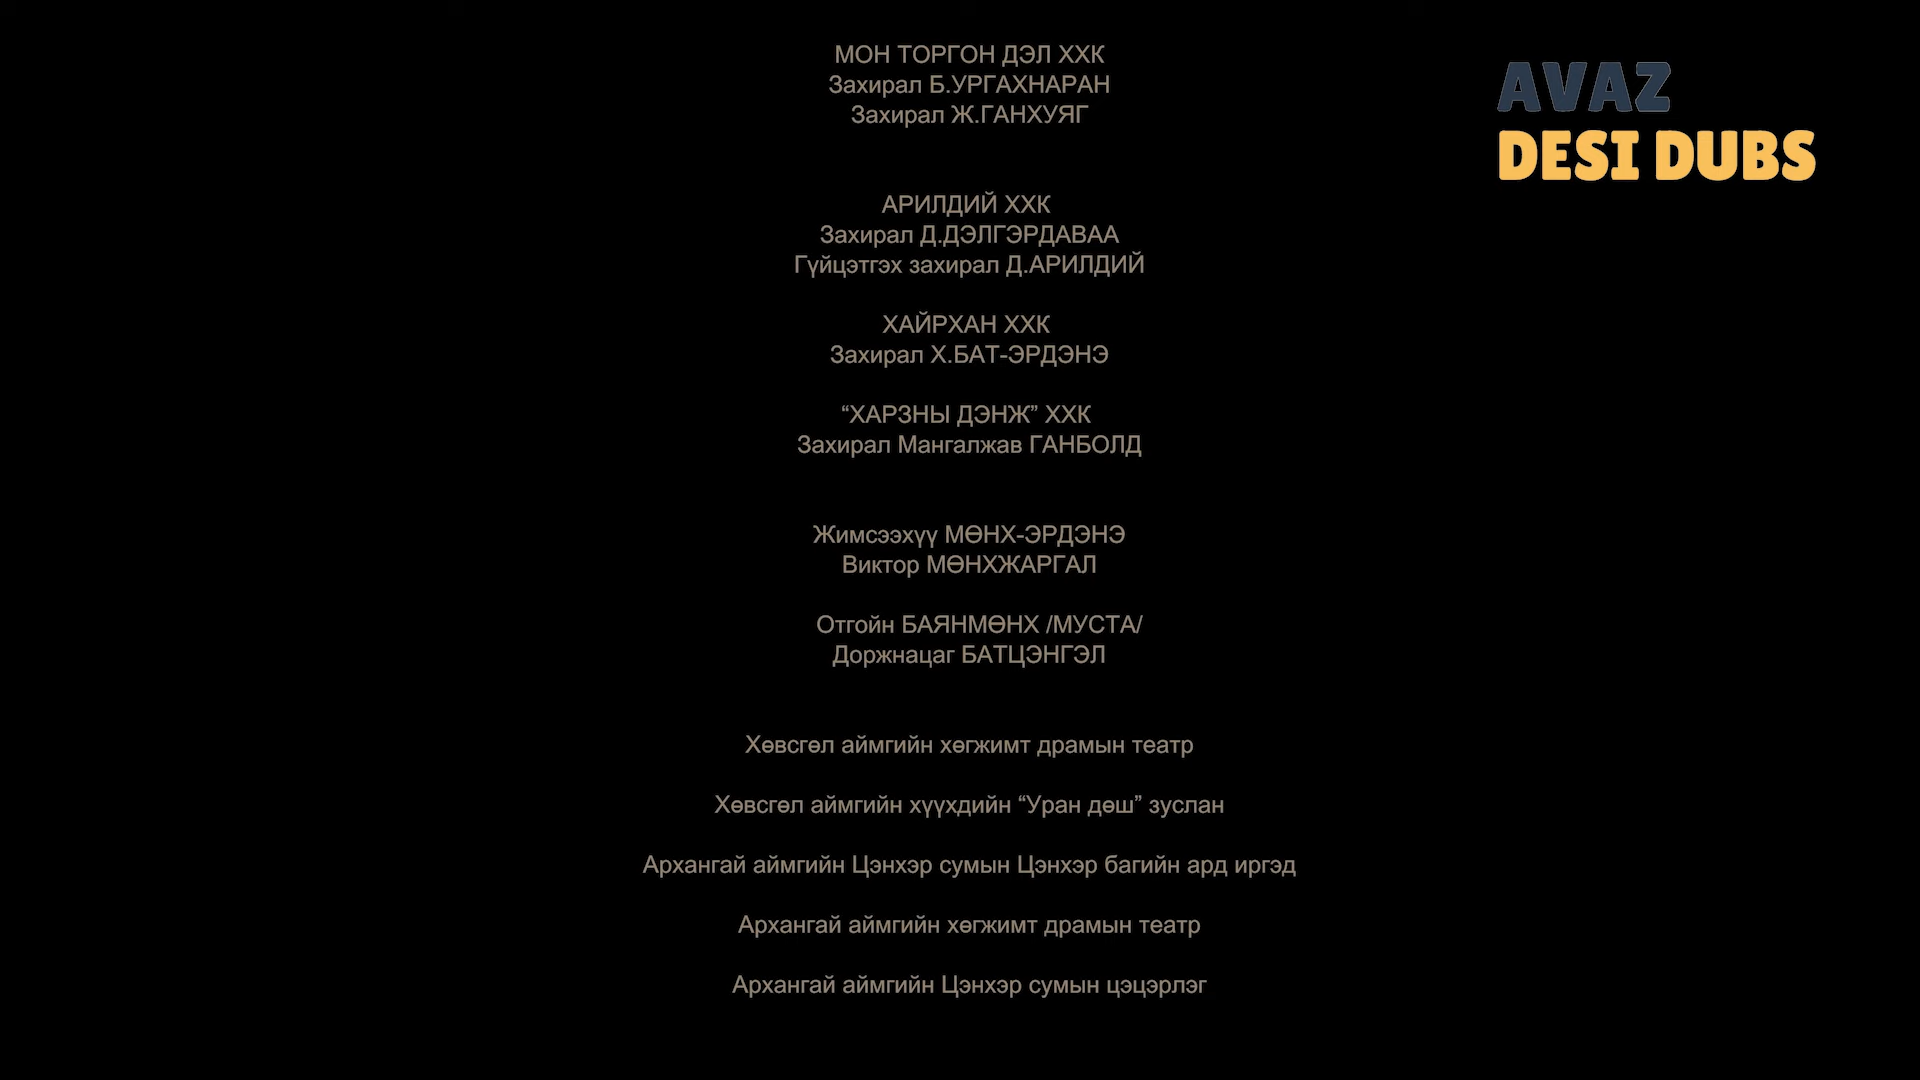 МОН ТОРГОН ДЭЛ ХХК
Захирал Б.УРГАХНАРАН
Захирал Ж.ГАНХУЯГ
AVAZ
DESI DUBS
АРИЛДИЙ ХХК
Захирал Д.ДЭЛГЭРДАВАА
Гүйцэтгэх захирал Д.АРИЛДИЙ
ХАЙРХАН ХХК
Захирал Х.БАТ-ЭРДЭНЭ
“ХАРЗНЫ ДЭНЖ” ХХК
Захирал Мангалжав ГАНБОЛД
Жимсээхүү МӨНХ-ЭРДЭНЭ
Виктор МӨНХЖАРГАЛ
Отгойн БАЯНМӨНХ /МУСТА/
Доржнацаг БАТЦЭНГЭЛ
Хөвсгөл аймгийн хөгжимт драмын театр
Хөвсгөл аймгийн хүүхдийн “Уран дөш” зуслан
Архангай аймгийн Цэнхэр сумын Цэнхэр багийн ард иргэд
Архангай аймгийн хөгжимт драмын театр
Архангай аймгийн Цэнхэр сумын цэцэрлэг